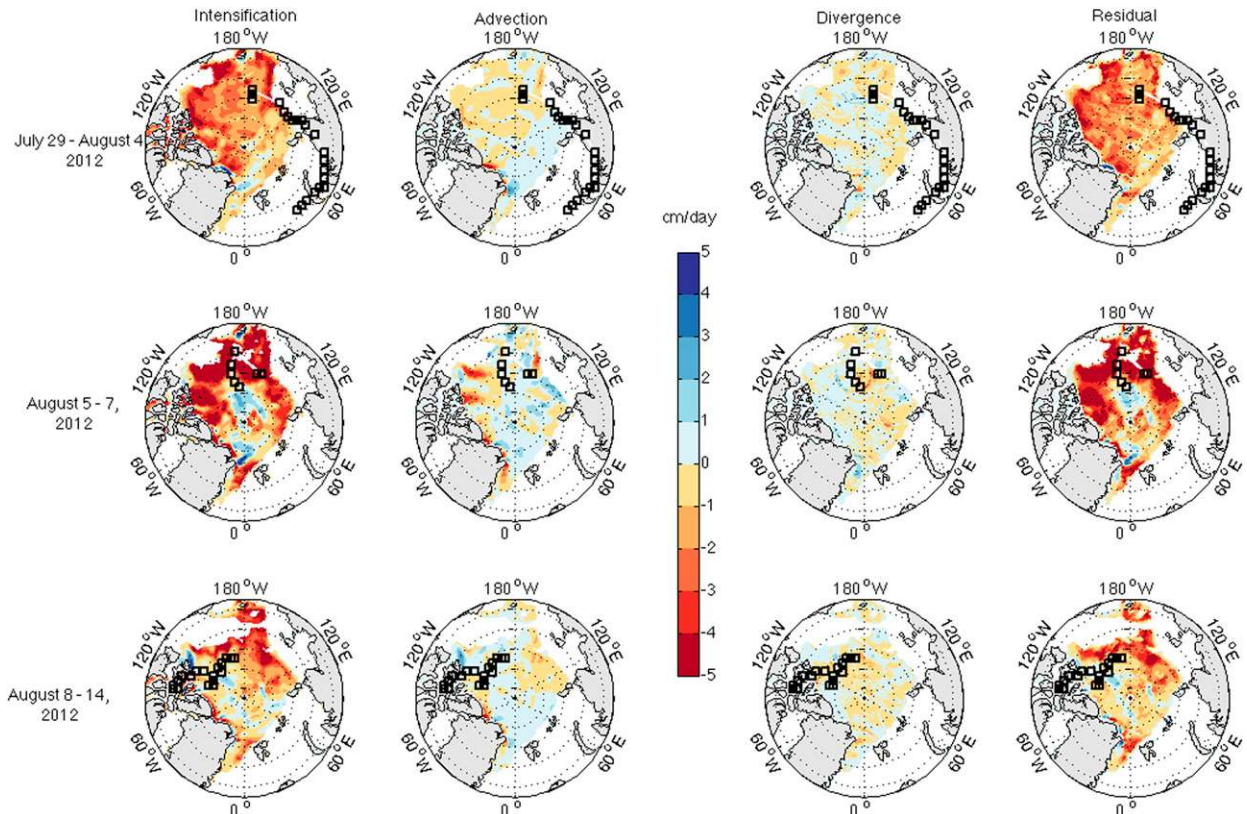 Intensification
Advection
Divergence
Residual
180°W
180°W
180°W
180°W
120°W
120°E
120°W
120°E
120°W
120°E
120°W
120°E
July 29 - August 4
2012
60°W
60°E
60°W
60°E
60°W
60°E
60°W
60°E
0°
0°
0°
0°
cm/day
5
4
3
2
1
0
-1
-2
-3
-4
-5
180°W
180°W
180°W
180°W
120°W
120°E
120°W
120°E
120°W
120°E
120°W
120°E
August 5 - 7,
2012
60°W
60°E
60°W
60°E
60°W
60°E
60°W
60°E
0°
0°
0°
0°
180°W
180°W
180°W
180°W
120°W
120°E
120°W
120°E
120°W
120°E
120°W
120°E
August 8 - 14,
2012
60°W
60°E
60°W
60°E
60°W
60°E
60°W
60°E
0°
0°
0°
0°